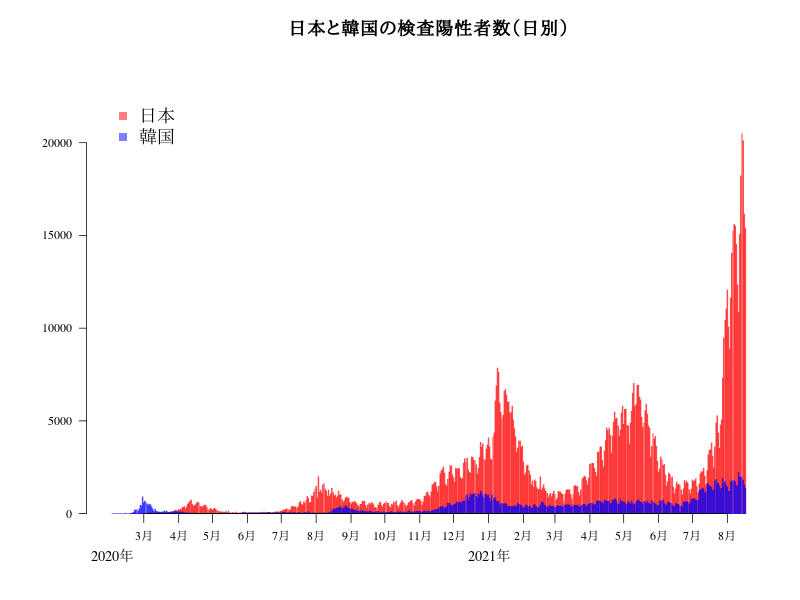 日本と韓国の検査陽性者数(日別)
日本
韓国
20000
15000
10000
5000
0
3月 4月 5月 6月 7月 8月 9月 10月 11月 12月 1月 2月 3月 4月 5月 6月 7月 8月
2020年 2021年